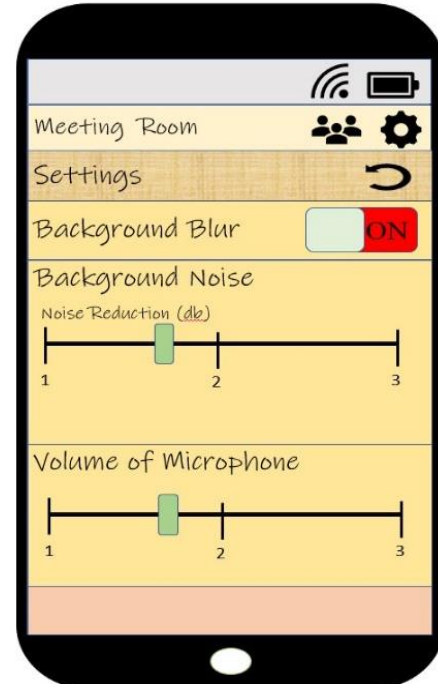 Meeting Room
Settings
Background Blur ON
Background Noise
Noise Reduction (db)
1 2 3
Volume of Microphone
1 2 3